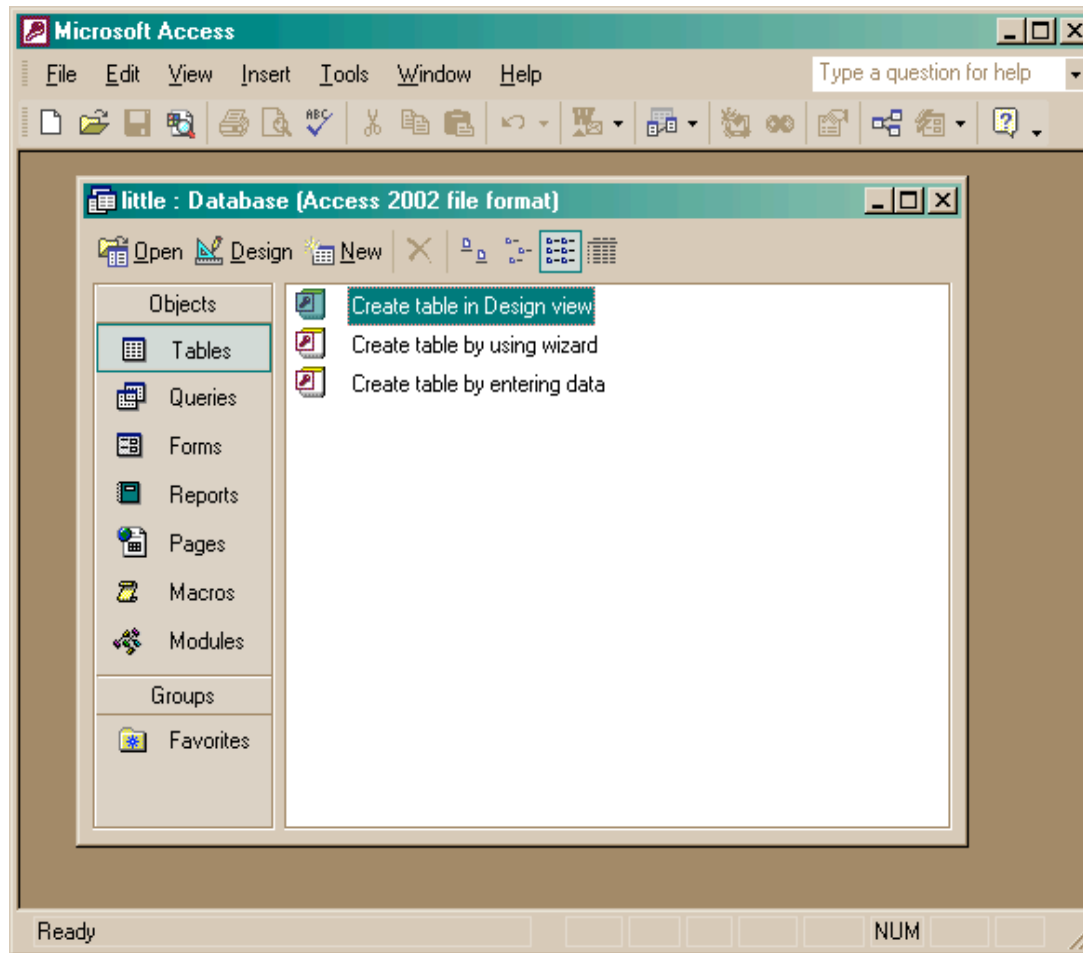 Microsoft Access
File Edit View Insert Tools Window Help Type a question for help
ABC
little : Database (Access 2002 file format)
Open Design New
Objects
Tables
Queries
Forms
Reports
Pages
Macros
Modules
Groups
Favorites
Create table in Design view
Create table by using wizard
Create table by entering data
Ready NUM